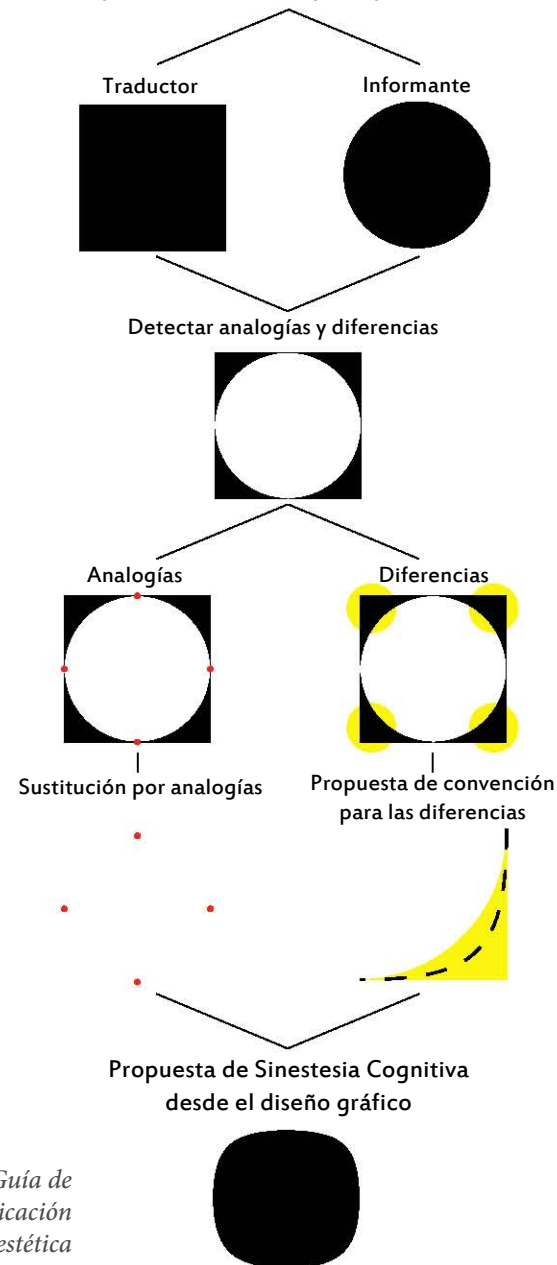 Traductor
Informante
Detectar analogías y diferencias
Analogías
Diferencias
Sustitución por analogías
Propuesta de convención
para las diferencias
Propuesta de Sinestesia Cognitiva
desde el diseño gráfico
Guía de
icación
estética